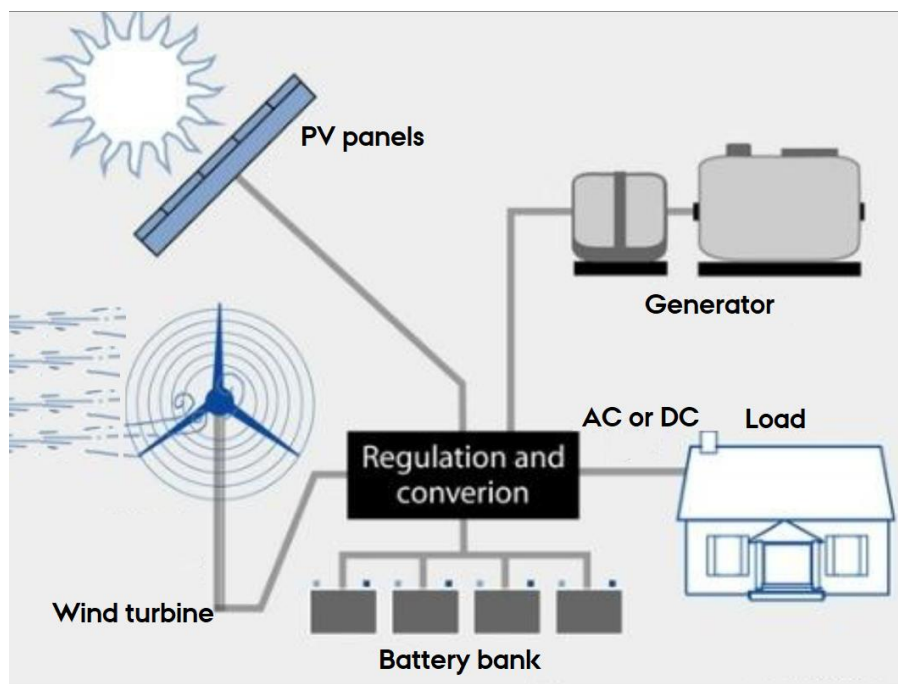 PV panels
Generator
AC or DC
Load
Regulation and
converion
Wind turbine
Battery bank